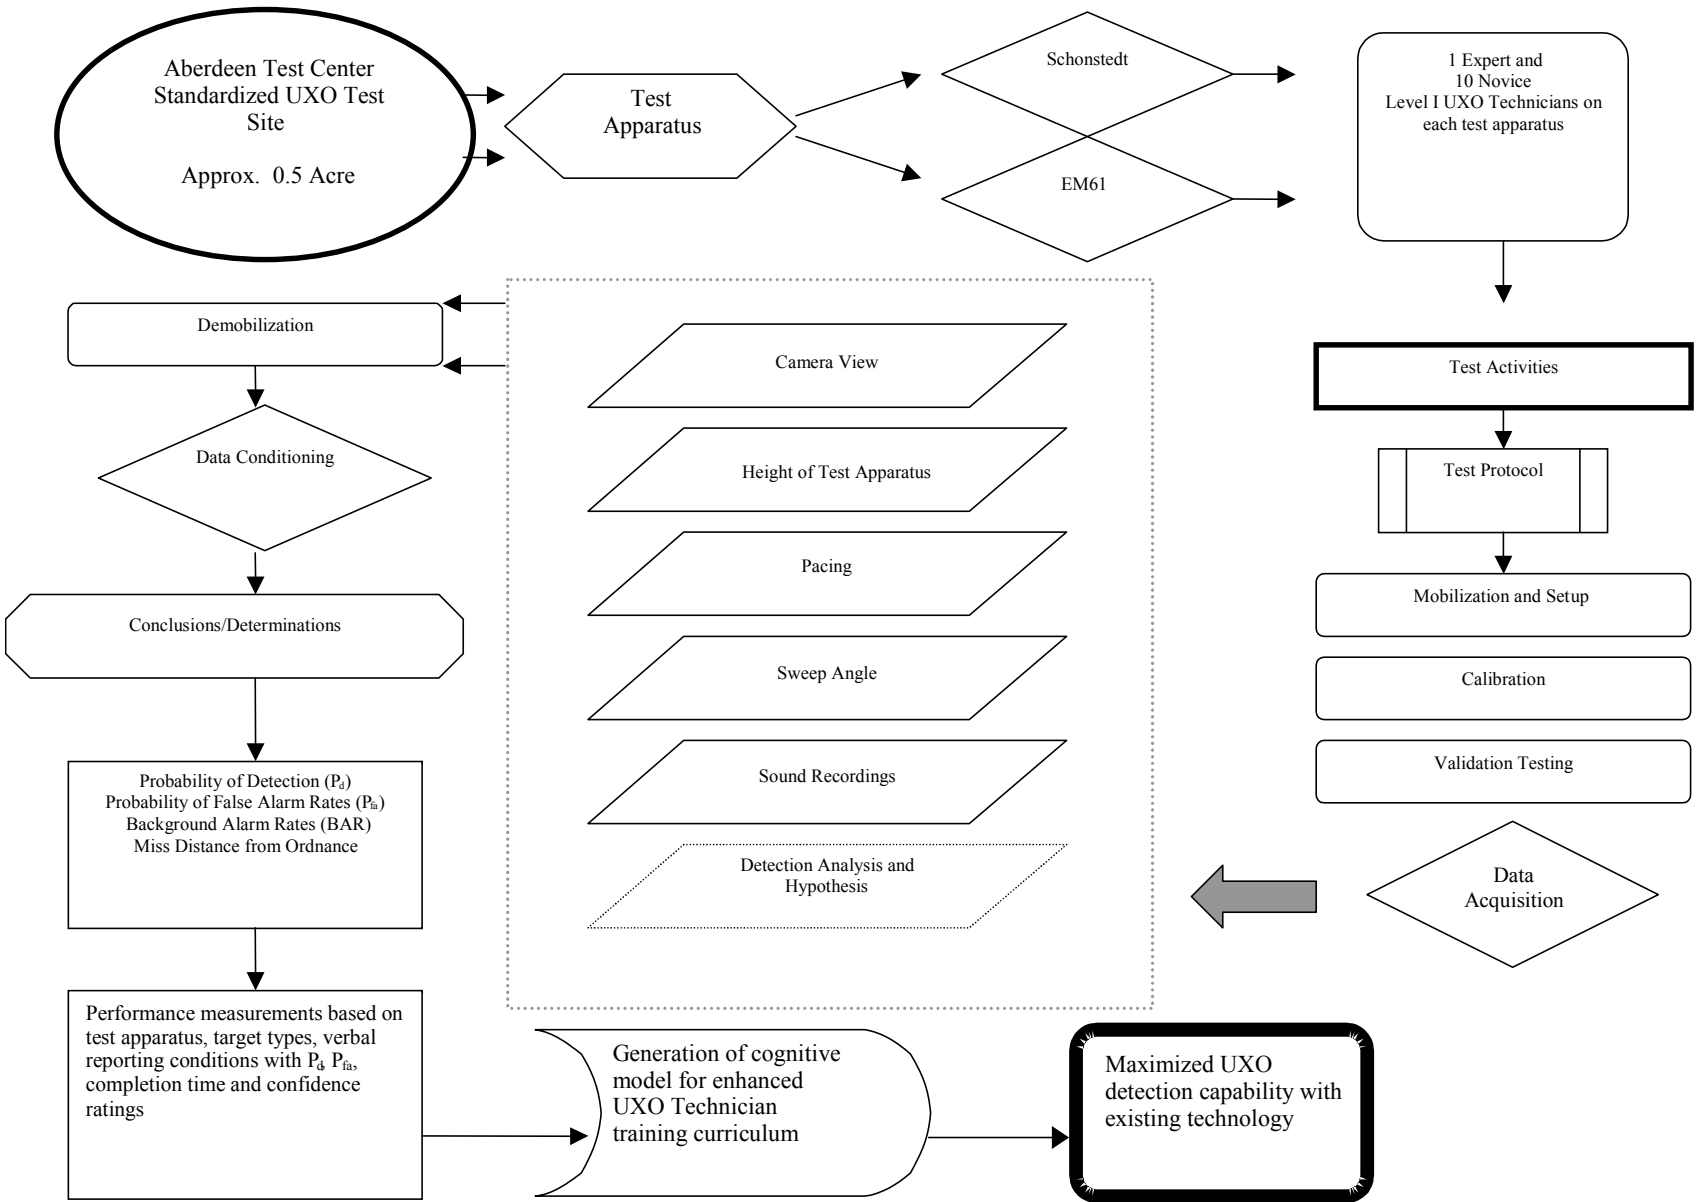 Aberdeen Test Center
Standardized UXO Test
Site
Approx. 0.5 Acre
Test
Apparatus
Schonstedt
EM61
1 Expert and
10 Novice
Level I UXO Technicians on
each test apparatus
Test Activities
Test Protocol
Mobilization and Setup
Calibration
Validation Testing
Data
Acquisition
Camera View
Height of Test Apparatus
Pacing
Sweep Angle
Sound Recordings
Detection Analysis and
Hypothesis
Demobilization
Data Conditioning
Conclusions/Determinations
Probability of Detection (Pd)
Probability of False Alarm Rates (Pfa)
Background Alarm Rates (BAR)
Miss Distance from Ordnance
Performance measurements based on
test apparatus, target types, verbal
reporting conditions with Pd, Pfa,
completion time and confidence
ratings
Generation of cognitive
model for enhanced
UXO Technician
training curriculum
Maximized UXO
detection capability with
existing technology